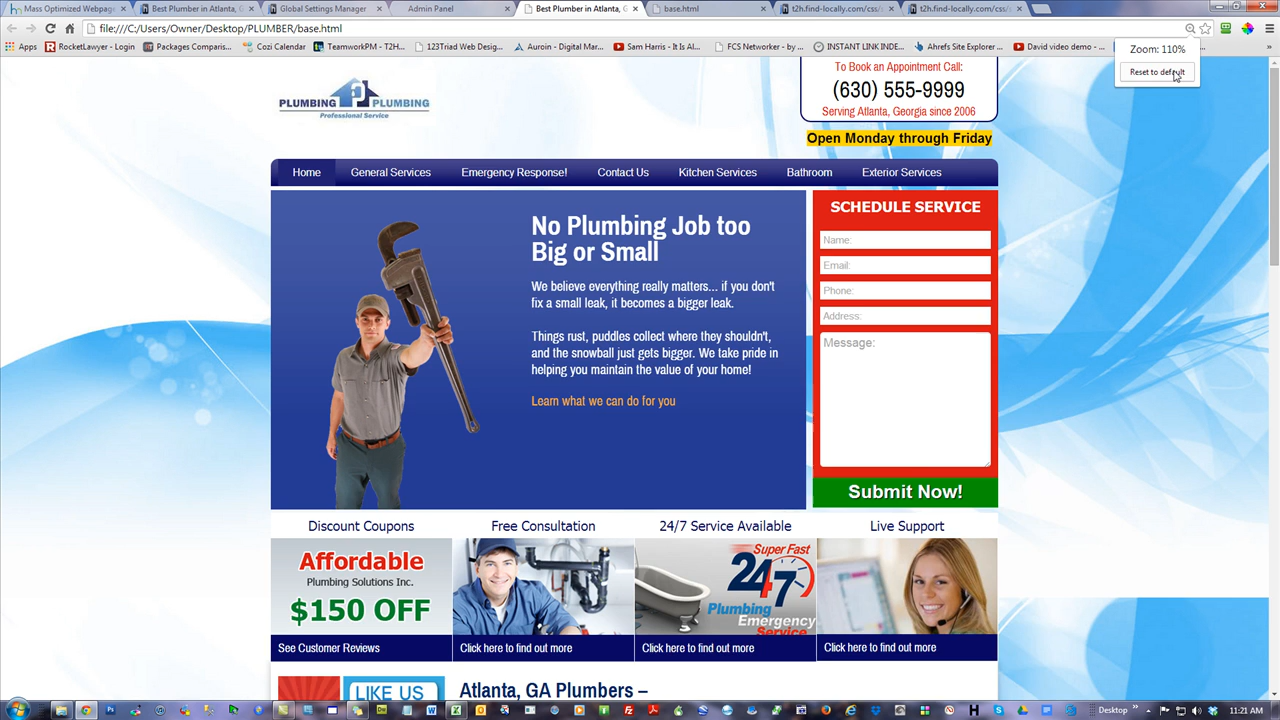 Mass Optimized Webpag
Best Plumber in Atlanta, G
Global Settings Manager
Admin Panel
Best Plumber in Atlanta, G
base.html
t2h.find-locally.com/css/s
t2h.find-locally.com/css/s
file:///C:/Users/Owner/Desktop/PLUMBER/base.html
Apps
RocketLawyer - Login
Packages Comparis...
Cozi Calendar
TeamworkPM - T2H...
123Triad Web Desig...
Auroin - Digital Mar...
Sam Harris - It Is Al...
FCS Networker - by...
INSTANT LINK INDE...
Ahrefs Site Explorer ...
David video demo - ...
Zoom: 110%
Reset to default
PLUMBING PLUMBING
Professional Service
To Book an Appointment Call:
(630) 555-9999
Serving Atlanta, Georgia since 2006
Open Monday through Friday
Home
General Services
Emergency Response!
Contact Us
Kitchen Services
Bathroom
Exterior Services
No Plumbing Job too
Big or Small
We believe everything really matters... if you don't
fix a small leak, it becomes a bigger leak.
Things rust, puddles collect where they shouldn't,
and the snowball just gets bigger. We take pride in
helping you maintain the value of your home!
Learn what we can do for you
SCHEDULE SERVICE
Name:
Email:
Phone:
Address:
Message:
Submit Now!
Discount Coupons
Free Consultation
24/7 Service Available
Live Support
Affordable
Plumbing Solutions Inc.
$150 OFF
Super Fast
24/7
Plumbing
Emergency
Service
See Customer Reviews
Click here to find out more
Click here to find out more
Click here to find out more
LIKE US
Atlanta, GA Plumbers –
Desktop
11:21 AM